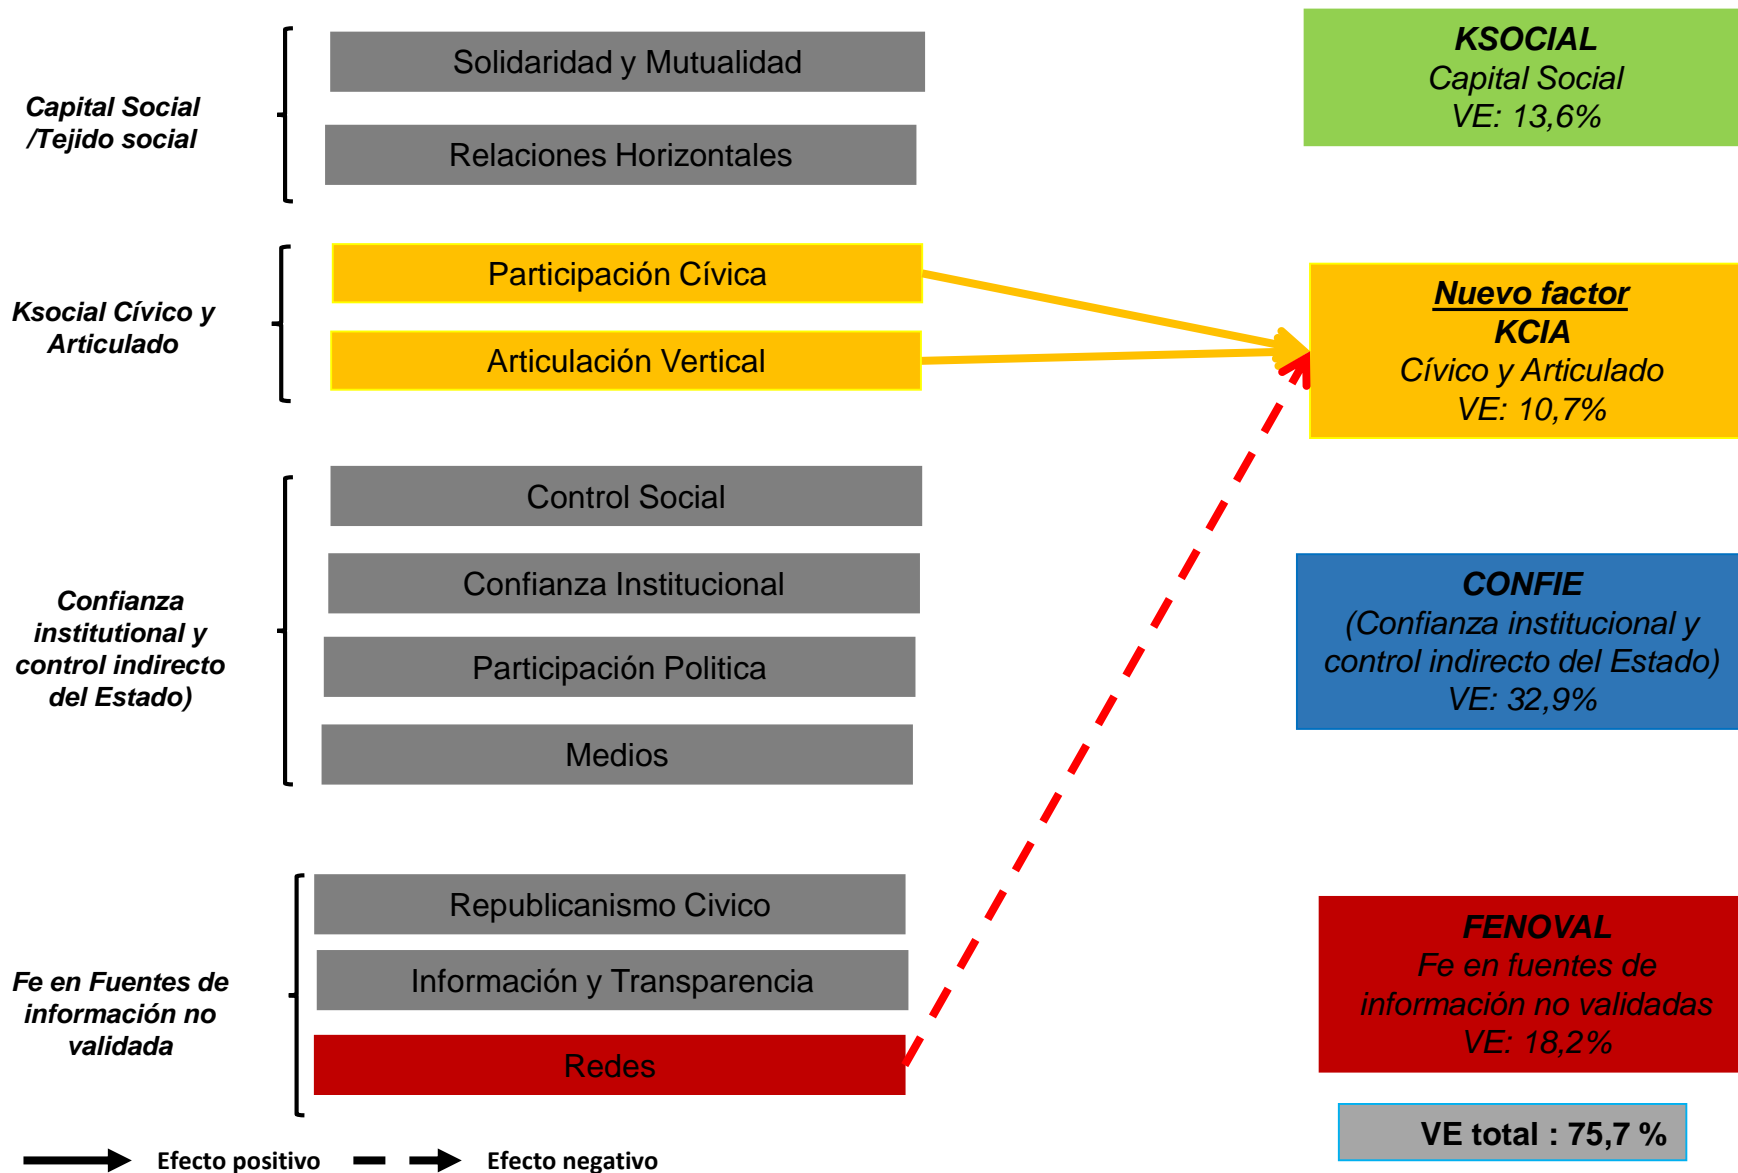 Capital Social
/Tejido social
Solidaridad y Mutualidad
Relaciones Horizontales
KSOCIAL
Capital Social
VE: 13,6%
Ksocial Cívico y
Articulado
Participación Cívica
Articulación Vertical
Nuevo factor
KCIA
Cívico y Articulado
VE: 10,7%
Confianza
institutional y
control indirecto
del Estado)
Control Social
Confianza Institucional
Participación Politica
Medios
CONFIE
(Confianza institucional y
control indirecto del Estado)
VE: 32,9%
Fe en Fuentes de
información no
validada
Republicanismo Civico
Información y Transparencia
Redes
FENOVAL
Fe en fuentes de
información no validadas
VE: 18,2%
VE total : 75,7 %
Efecto positivo
Efecto negativo